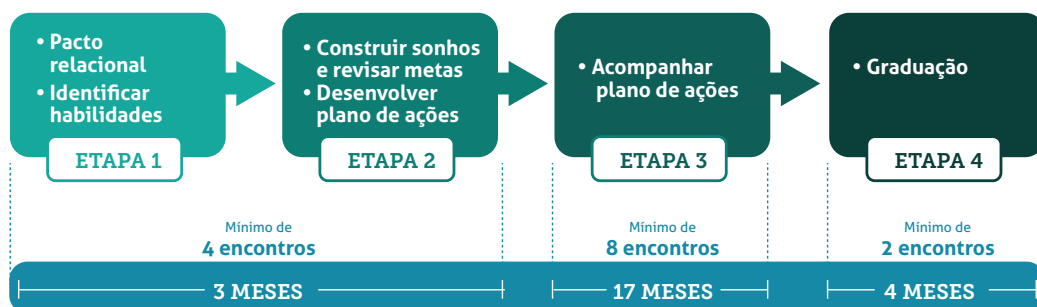 • Pacto
relacional
• Identificar
habilidades
ETAPA 1
• Construir sonhos
e revisar metas
• Desenvolver
plano de ações
ETAPA 2
• Acompanhar
plano de ações
ETAPA 3
• Graduação
ETAPA 4
Mínimo de
4 encontros
Mínimo de
8 encontros
Mínimo de
2 encontros
3 MESES
17 MESES
4 MESES